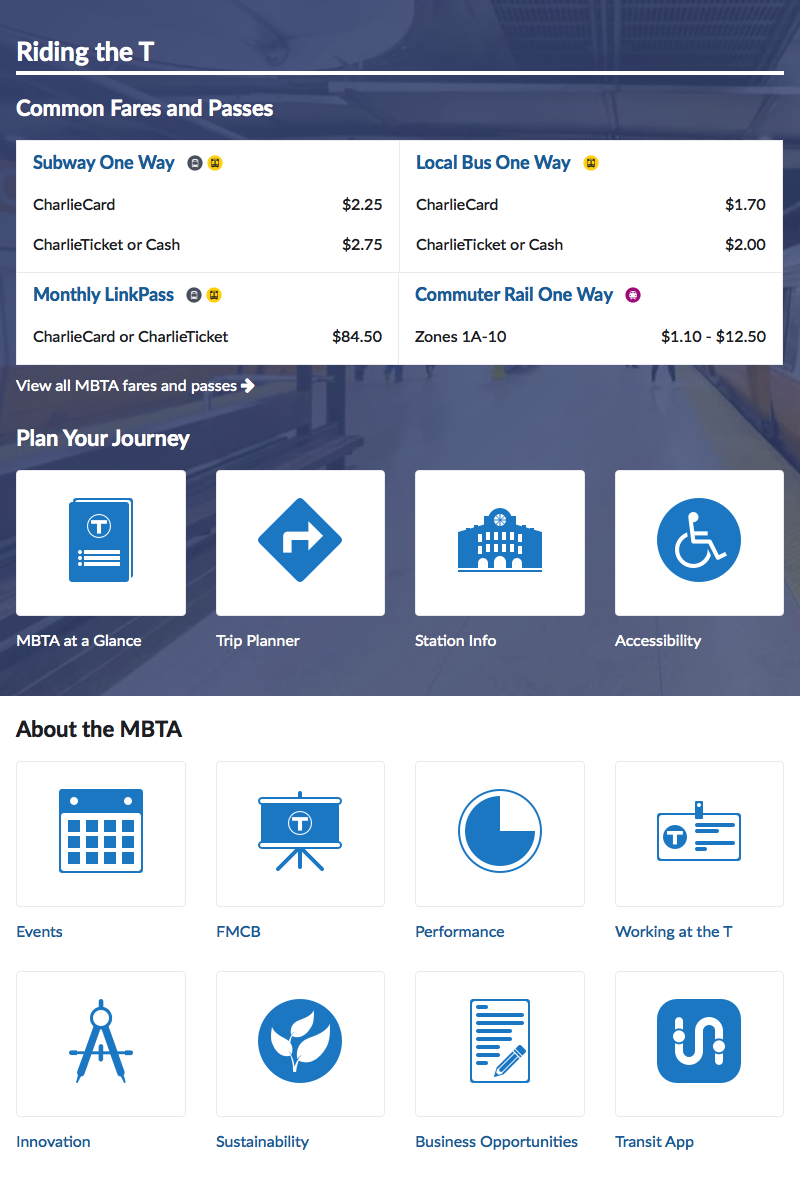 Riding the T
Common Fares and Passes
Subway One Way
CharlieCard $2.25
CharlieTicket or Cash $2.75
Local Bus One Way
CharlieCard $1.70
CharlieTicket or Cash $2.00
Monthly LinkPass
CharlieCard or CharlieTicket $84.50
Commuter Rail One Way
Zones 1A-10 $1.10 - $12.50
View all MBTA fares and passes
Plan Your Journey
T
MBTA at a Glance
Trip Planner
Station Info
Accessibility
About the MBTA
Events
T
FMCB
Performance
T
Working at the T
Innovation
Sustainability
Business Opportunities
Transit App